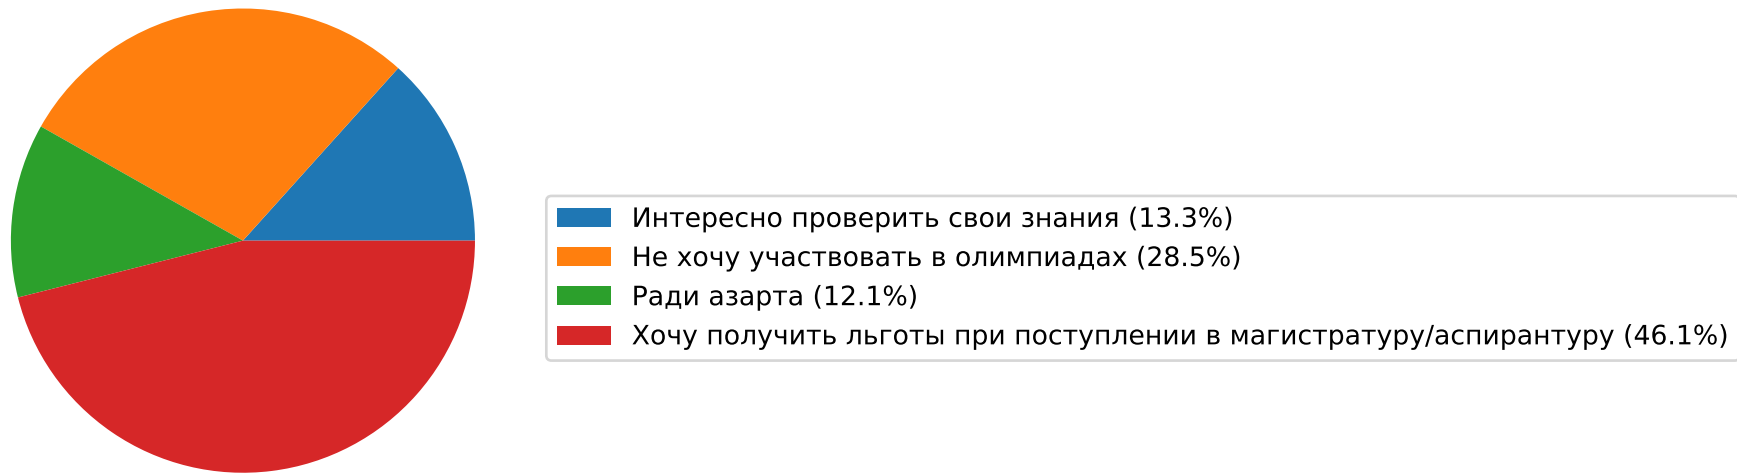 Интересно проверить свои знания (13.3%)
Не хочу участвовать в олимпиадах (28.5%)
Ради азарта (12.1%)
Хочу получить льготы при поступлении в магистратуру/аспирантуру (46.1%)